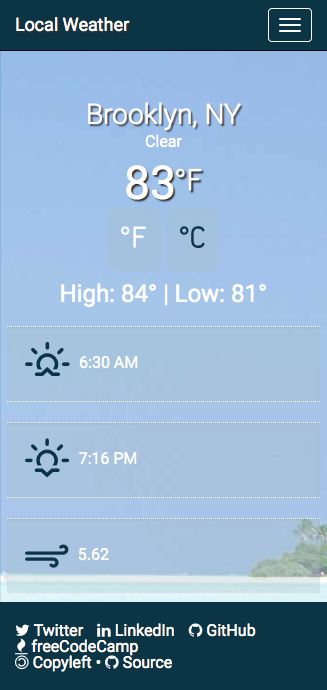 Local Weather
Brooklyn, NY
Clear
83°F
°F °C
High: 84° | Low: 81°
6:30 AM
7:16 PM
5.62
Twitter LinkedIn GitHub
freeCodeCamp
Copyleft • Source